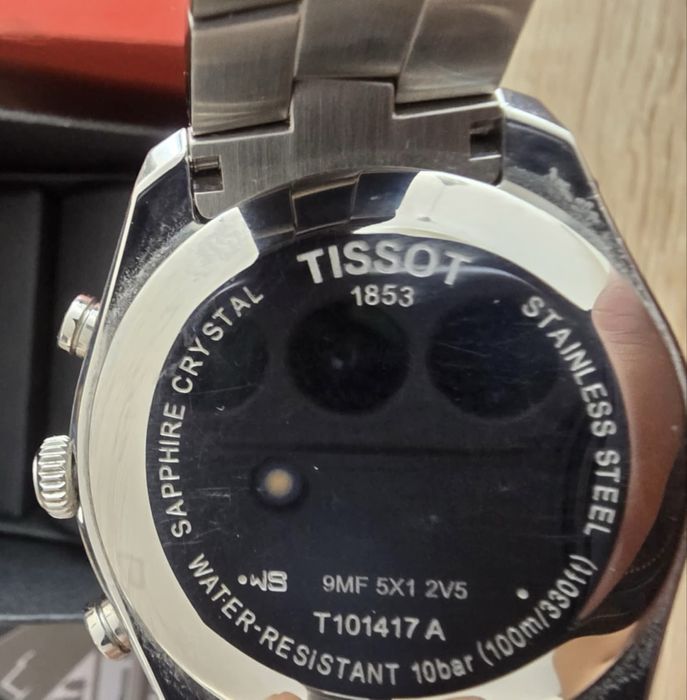 TISSOT
1853
SAPPHIRE CRYSTAL
STAINLESS STEEL
9MF 5X1 2V5
T101417 A
WATER-RESISTANT 10bar (100m/330ft)